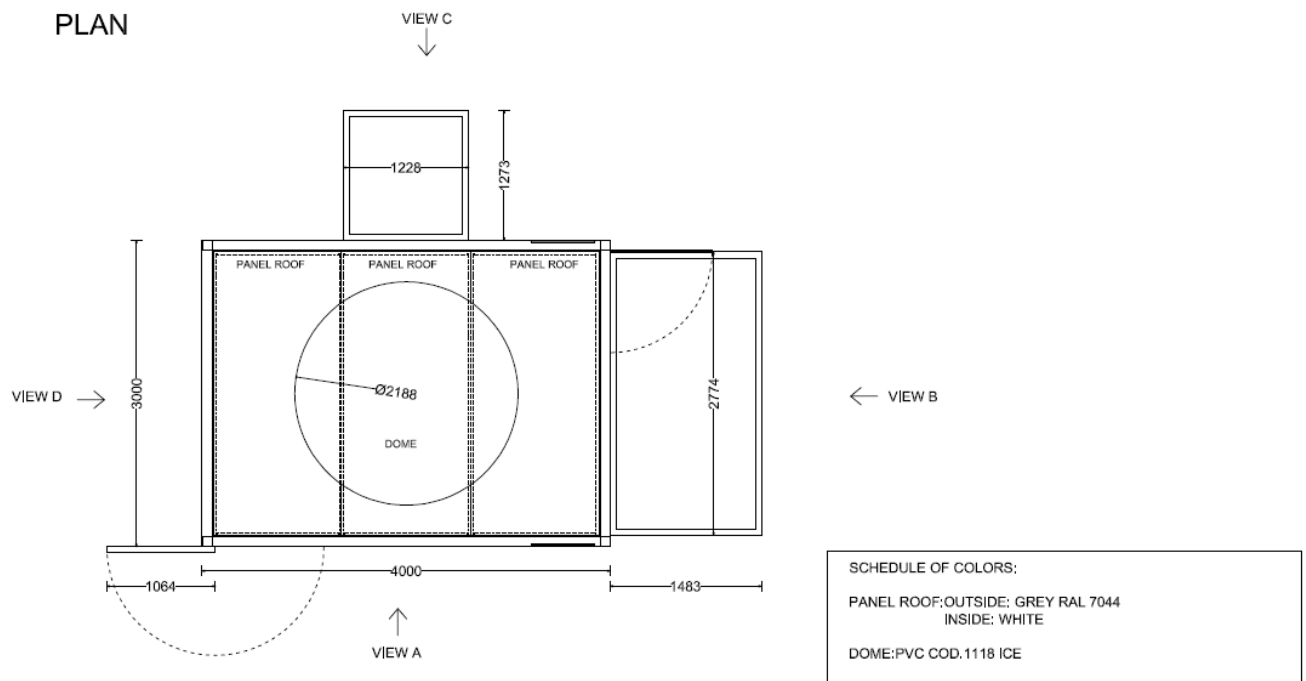 PLAN
VIEW C
1228
1273
PANEL ROOF
PANEL ROOF
PANEL ROOF
VIEW D
3000
Ø2188
DOME
2774
VIEW B
1064
4000
1483
VIEW A
SCHEDULE OF COLORS:
PANEL ROOF:OUTSIDE: GREY RAL 7044
INSIDE: WHITE
DOME:PVC COD.1118 ICE